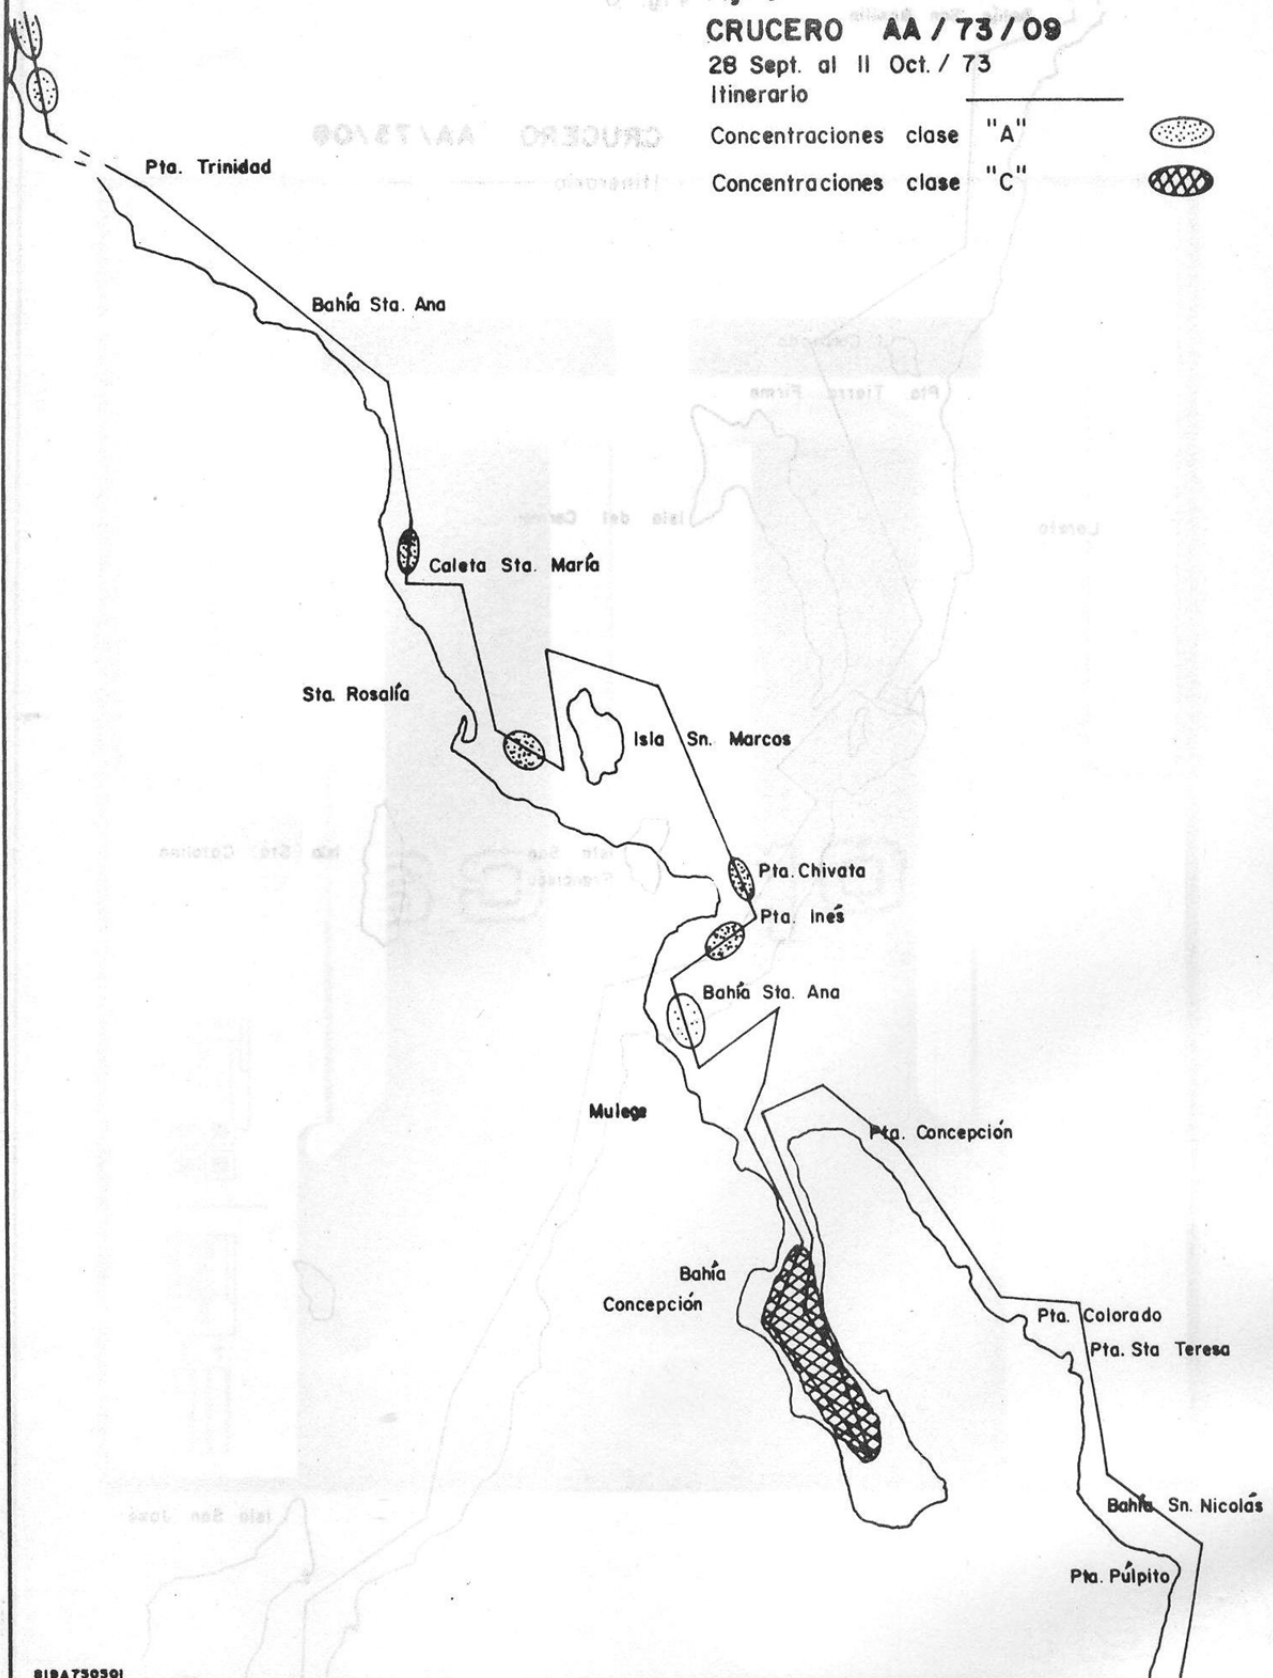 CRUCERO AA/73/09
28 Sept. al 11 Oct./73
Itinerario
Concentraciones clase "A"
Concentraciones clase "C"
Pta. Trinidad
Bahía Sta. Ana
Caleta Sta. María
Sta. Rosalía
Isla Sn. Marcos
Pta. Chivata
Pta. Inés
Bahía Sta. Ana
Mulege
Pta. Concepción
Bahía
Concepción
Pta. Colorado
Pta. Sta Teresa
Bahía Sn. Nicolás
Pta. Púlpito